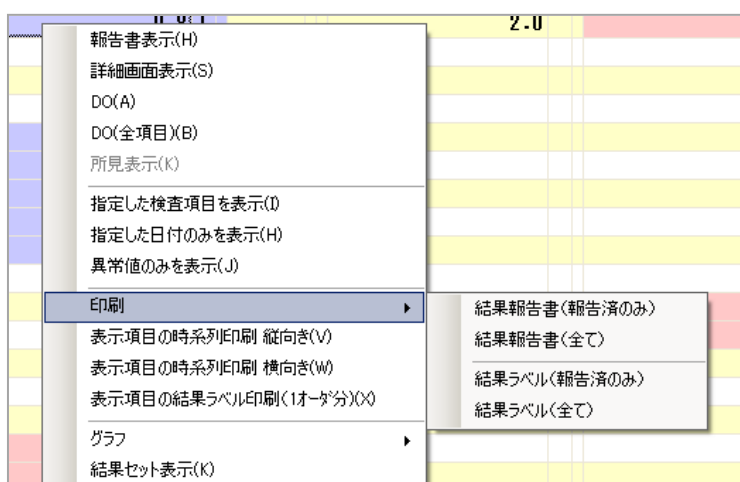 2.0
報告書表示(H)
詳細画面表示(S)
DO(A)
DO(全項目)(B)
所見表示(K)
指定した検査項目を表示(I)
指定した日付のみを表示(H)
異常値のみを表示(J)
印刷
結果報告書(報告済のみ)
結果報告書(全て)
結果ラベル(報告済のみ)
結果ラベル(全て)
表示項目の時系列印刷 縦向き(V)
表示項目の時系列印刷 横向き(W)
表示項目の結果ラベル印刷(1オーダ分)(X)
グラフ
結果セット表示(K)